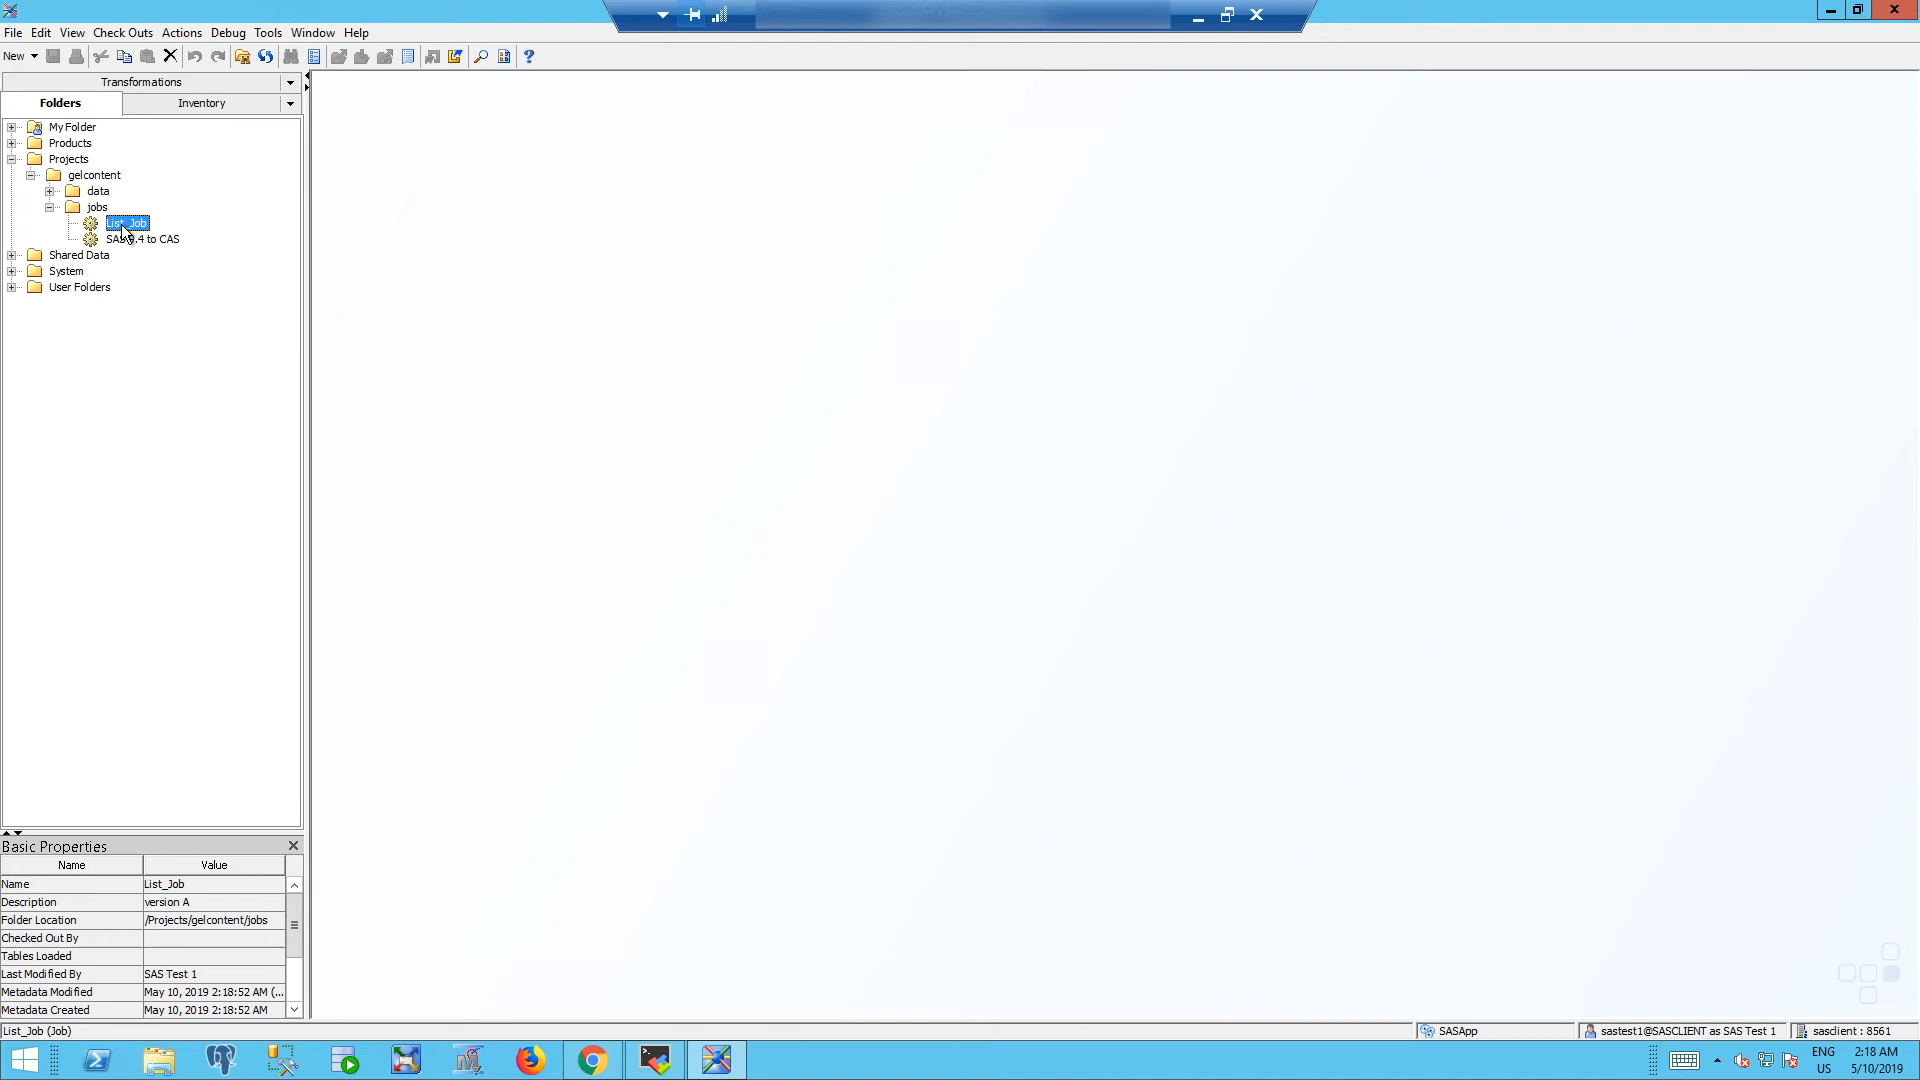 File Edit View Check Outs Actions Debug Tools Window Help
New
Transformations
Folders Inventory
My Folder
Products
Projects
gelcontent
data
jobs
List_Job
SAS 9.4 to CAS
Shared Data
System
User Folders
Basic Properties
Name Value
Name List_Job
Description version A
Folder Location /Projects/gelcontent/jobs
Checked Out By
Tables Loaded
Last Modified By SAS Test 1
Metadata Modified May 10, 2019 2:18:52 AM (...
Metadata Created May 10, 2019 2:18:52 AM
List_Job (Job) SASApp sastest1@SASCLIENT as SAS Test 1 sasclient : 8561
ENG 2:18 AM
US 5/10/2019